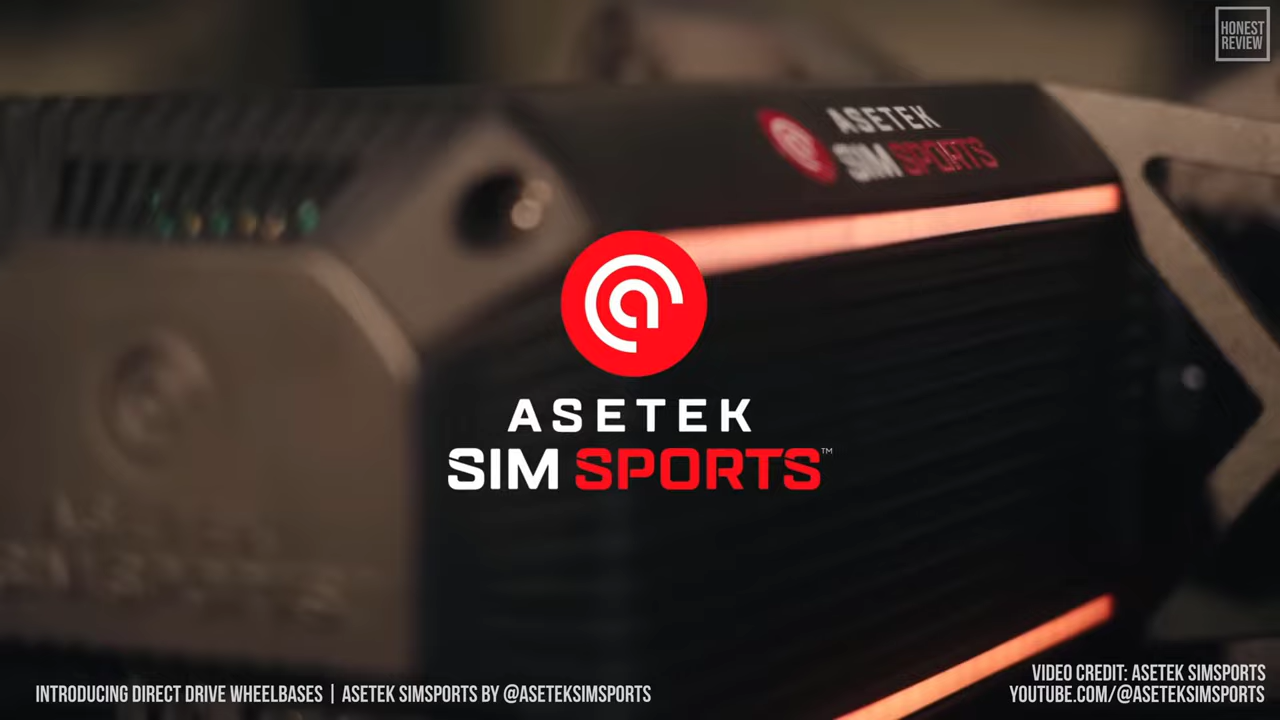 HONEST
REVIEW
ASETEK
SIM SPORTS
ASETEK
SIM SPORTS™
INTRODUCING DIRECT DRIVE WHEELBASES | ASETEK SIMSPORTS BY @ASETEKSIMSPORTS
VIDEO CREDIT: ASETEK SIMSPORTS
YOUTUBE.COM/@ASETEKSIMSPORTS